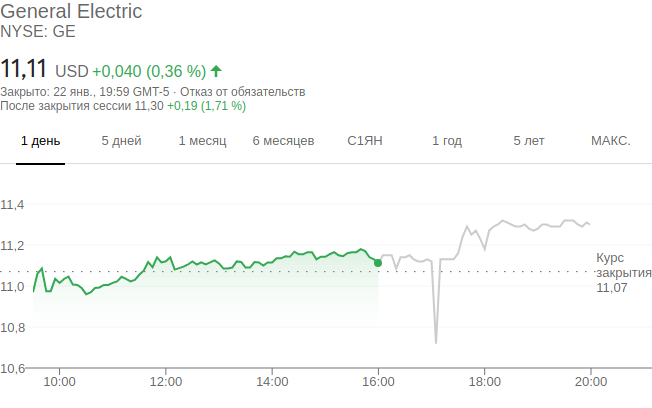 General Electric
NYSE: GE
11,11 USD +0,040 (0,36 %)
Закрыто: 22 янв., 19:59 GMT-5 · Отказ от обязательств
После закрытия сессии 11,30 +0,19 (1,71 %)
1 день 5 дней 1 месяц 6 месяцев С1ЯН 1 год 5 лет МАКС.
11,4
11,2
11,0
10,8
10,6
Курс
закрытия
11,07
10:00 12:00 14:00 16:00 18:00 20:00